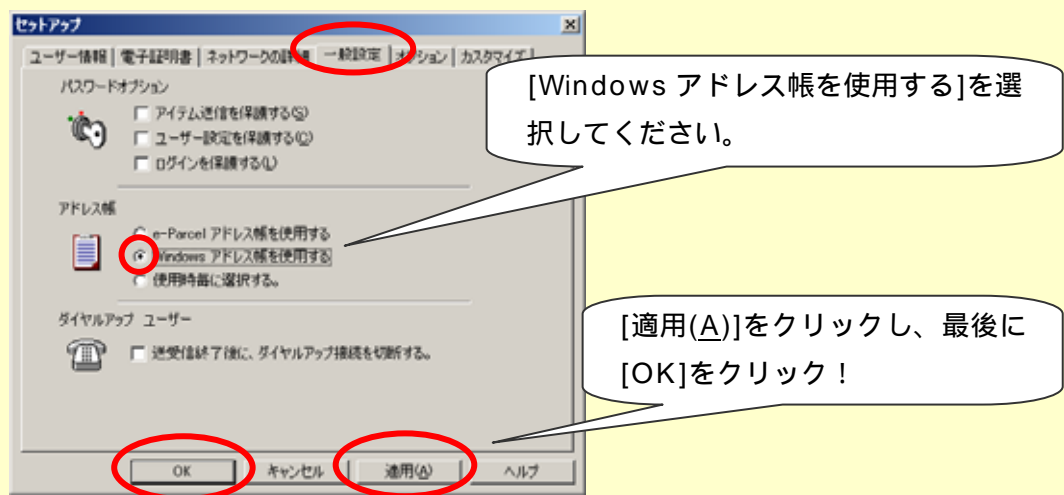 セットアップ
ユーザー情報 電子証明書 ネットワークの詳細 一般設定 オプション カスタマイズ
パスワードオプション
アイテム送信を保護する(S)
ユーザー設定を保護する(C)
ログインを保護する(L)
アドレス帳
e-Parcel アドレス帳を使用する
Windows アドレス帳を使用する
使用時毎に選択する。
ダイヤルアップ ユーザー
送受信終了後に、ダイヤルアップ接続を切断する。
OK キャンセル 適用(A) ヘルプ
[Windows アドレス帳を使用する]を選
択してください。
[適用(A)]をクリックし、最後に
[OK]をクリック！